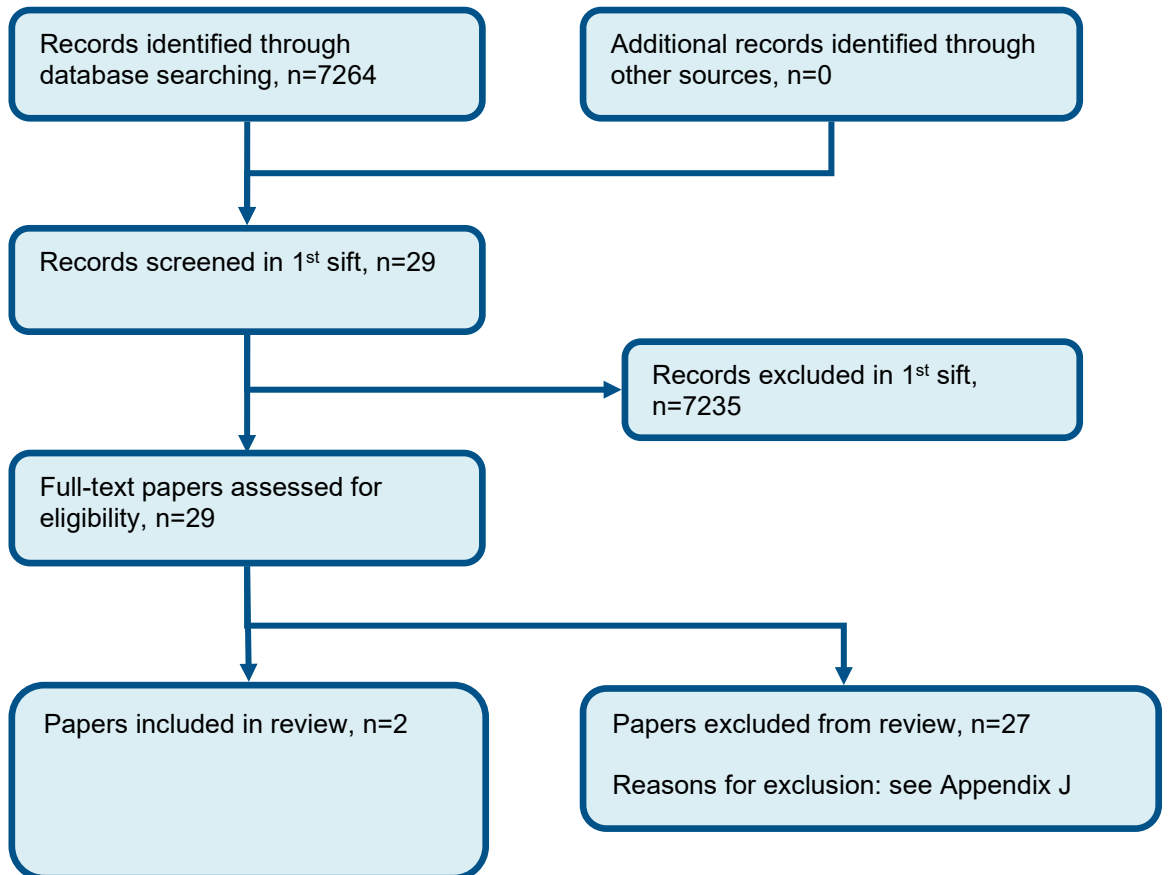 Records identified through
database searching, n=7264
Additional records identified through
other sources, n=0
Records screened in 1st sift, n=29
Records excluded in 1st sift,
n=7235
Full-text papers assessed for
eligibility, n=29
Papers included in review, n=2
Papers excluded from review, n=27
Reasons for exclusion: see Appendix J